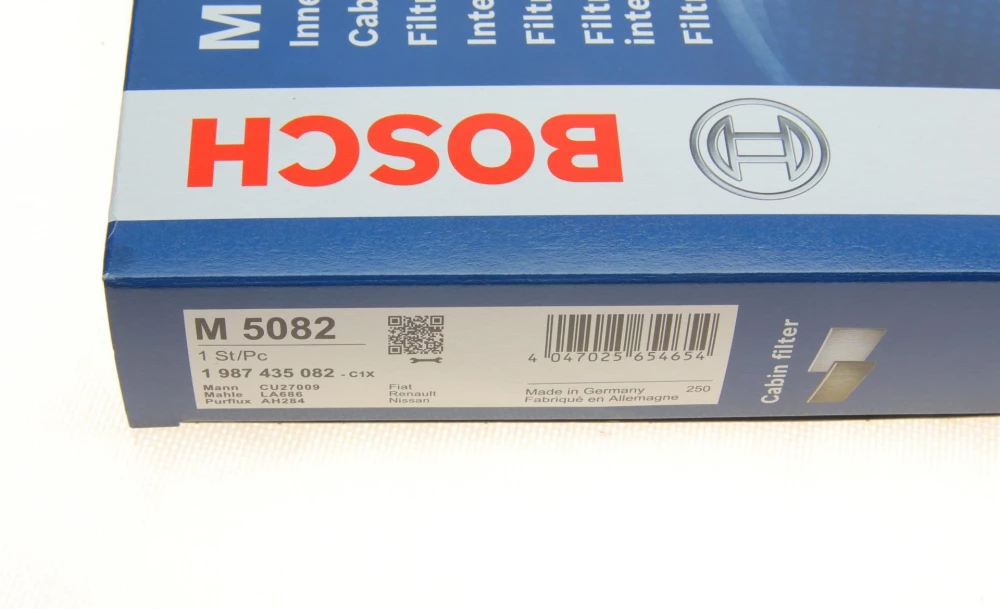 M
BOSCH
M 5082
1 St/Pc
1 987 435 082 - C1X
Mann CU27009
Mahle LA686
Purflux AH284
Fiat
Renault
Nissan
4 047025 654654
Made in Germany
Fabriqué en Allemagne
250
Cabin filter